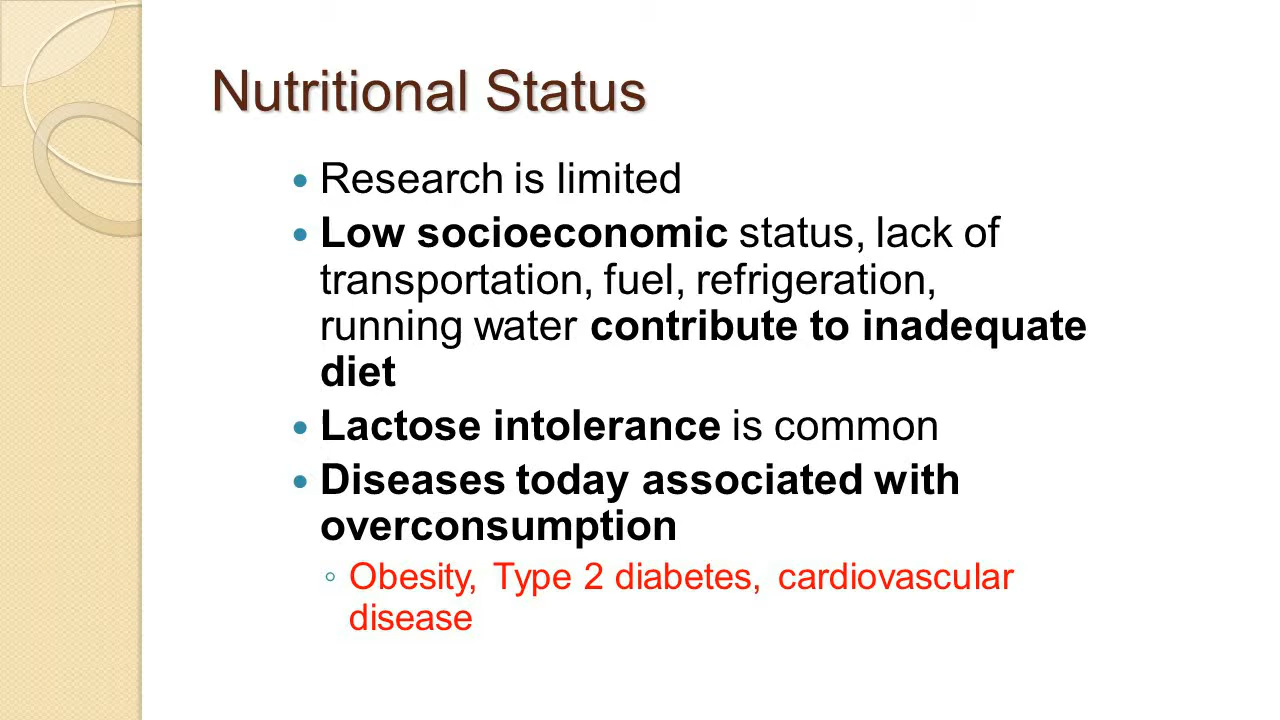 Nutritional Status
• Research is limited
• Low socioeconomic status, lack of
transportation, fuel, refrigeration,
running water contribute to inadequate
diet
• Lactose intolerance is common
• Diseases today associated with
overconsumption
◦ Obesity, Type 2 diabetes, cardiovascular
disease